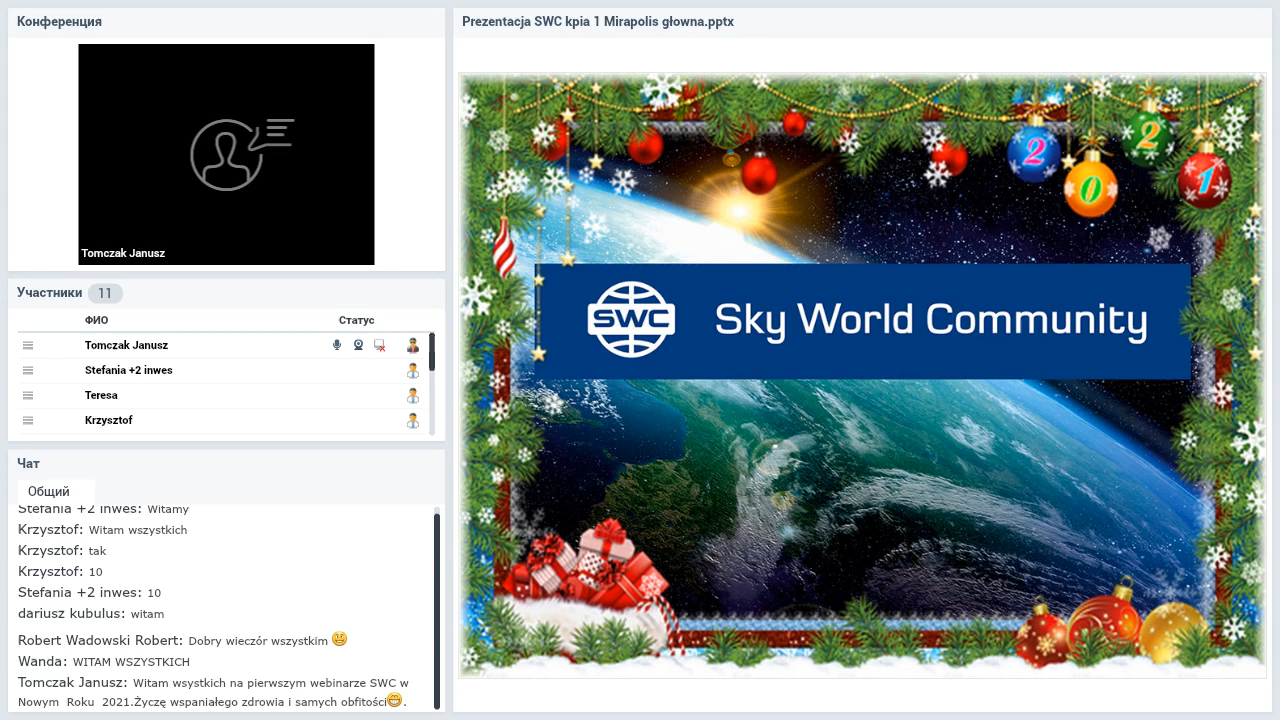 Конференция
Tomczak Janusz
Участники 11
ФИО Статус
Tomczak Janusz
Stefania +2 inwes
Teresa
Krzysztof
Чат
Общий
Stefania +2 inwes: Witamy
Krzysztof: Witam wszystkich
Krzysztof: tak
Krzysztof: 10
Stefania +2 inwes: 10
dariusz kubulus: witam
Robert Wadowski Robert: Dobry wieczór wszystkim
Wanda: WITAM WSZYSTKICH
Tomczak Janusz: Witam wsystkich na pierwszym webinarze SWC w
Nowym Roku 2021.Życzę wspaniałego zdrowia i samych obfitości.
Prezentacja SWC kpia 1 Mirapolis głowna.pptx
2 0 2 1
SWC Sky World Community